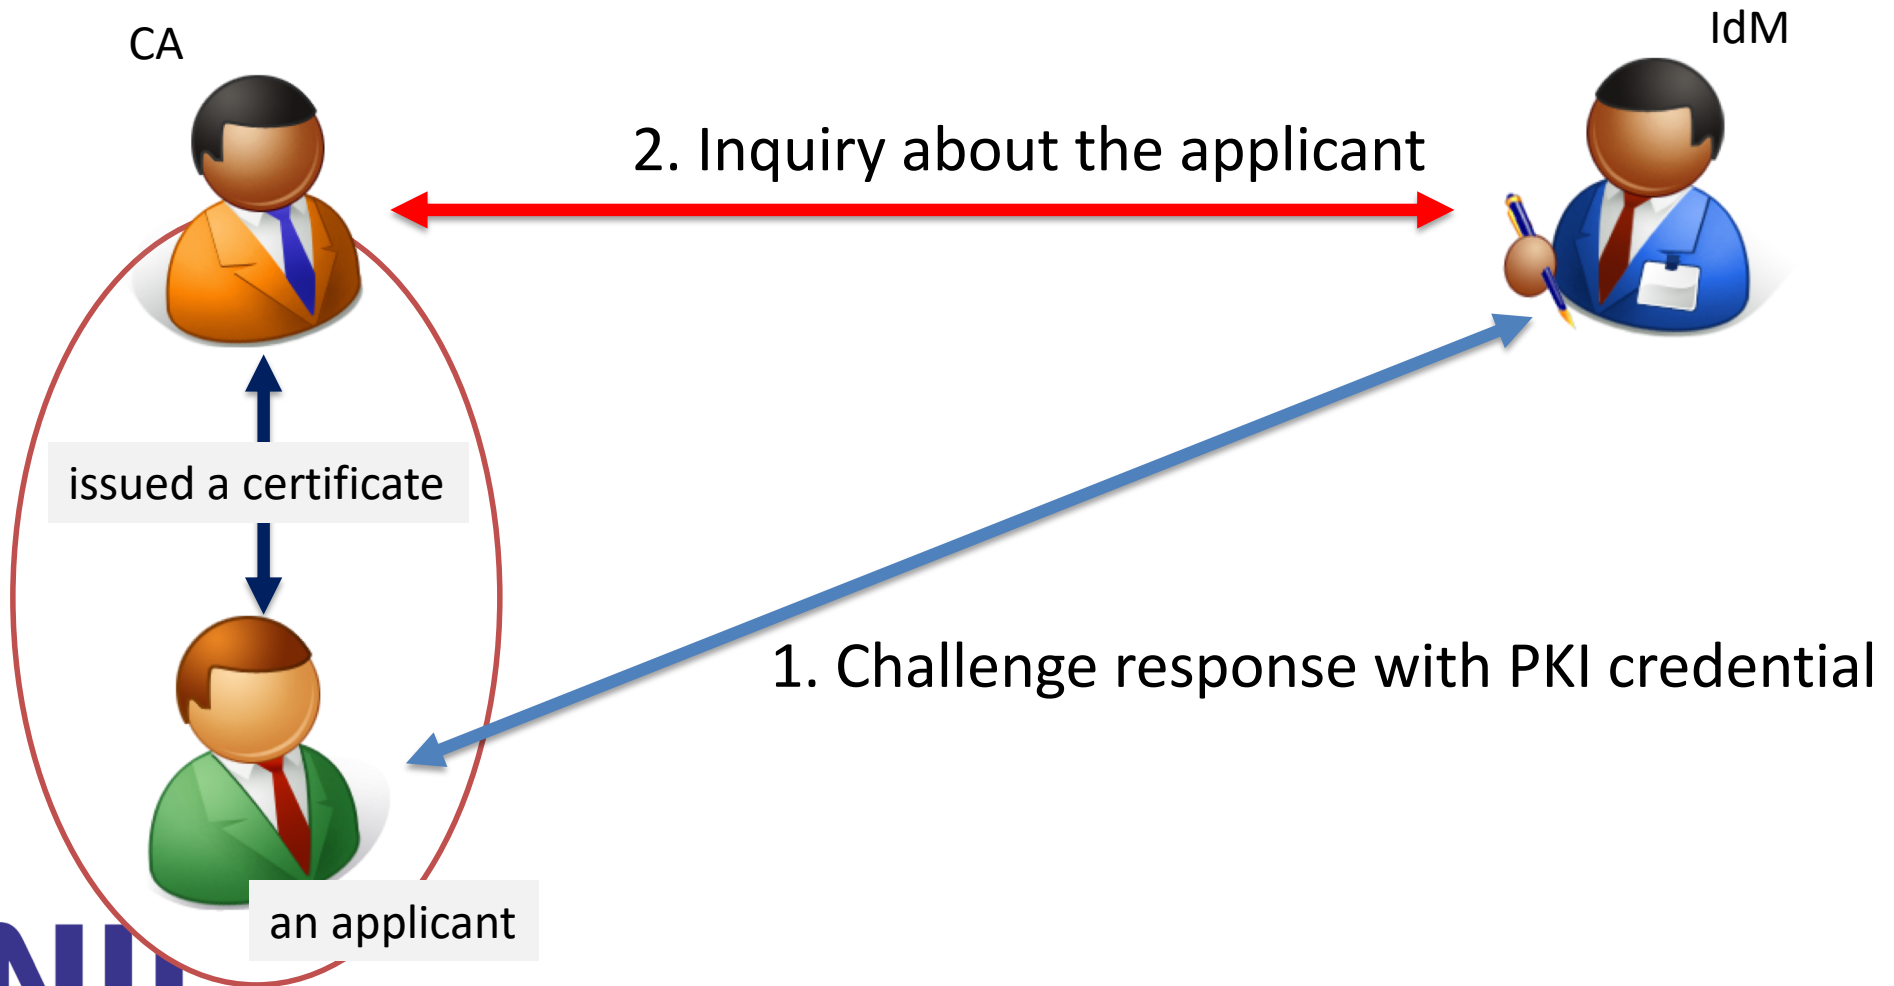 CA
IdM
2. Inquiry about the applicant
issued a certificate
1. Challenge response with PKI credential
an applicant